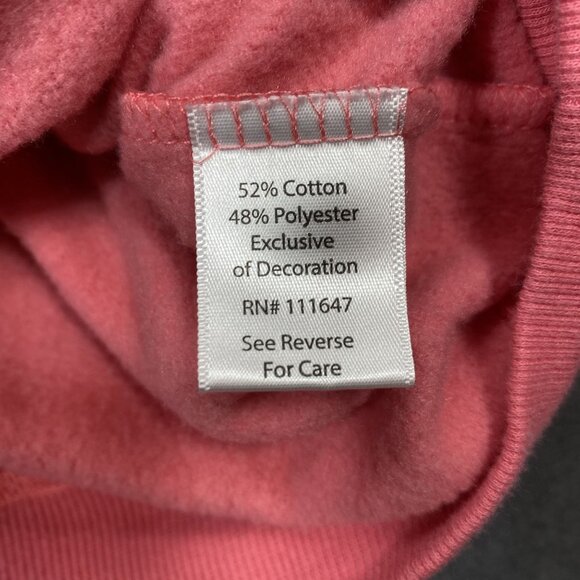 52% Cotton
48% Polyester
Exclusive
of Decoration
RN# 111647
See Reverse
For Care